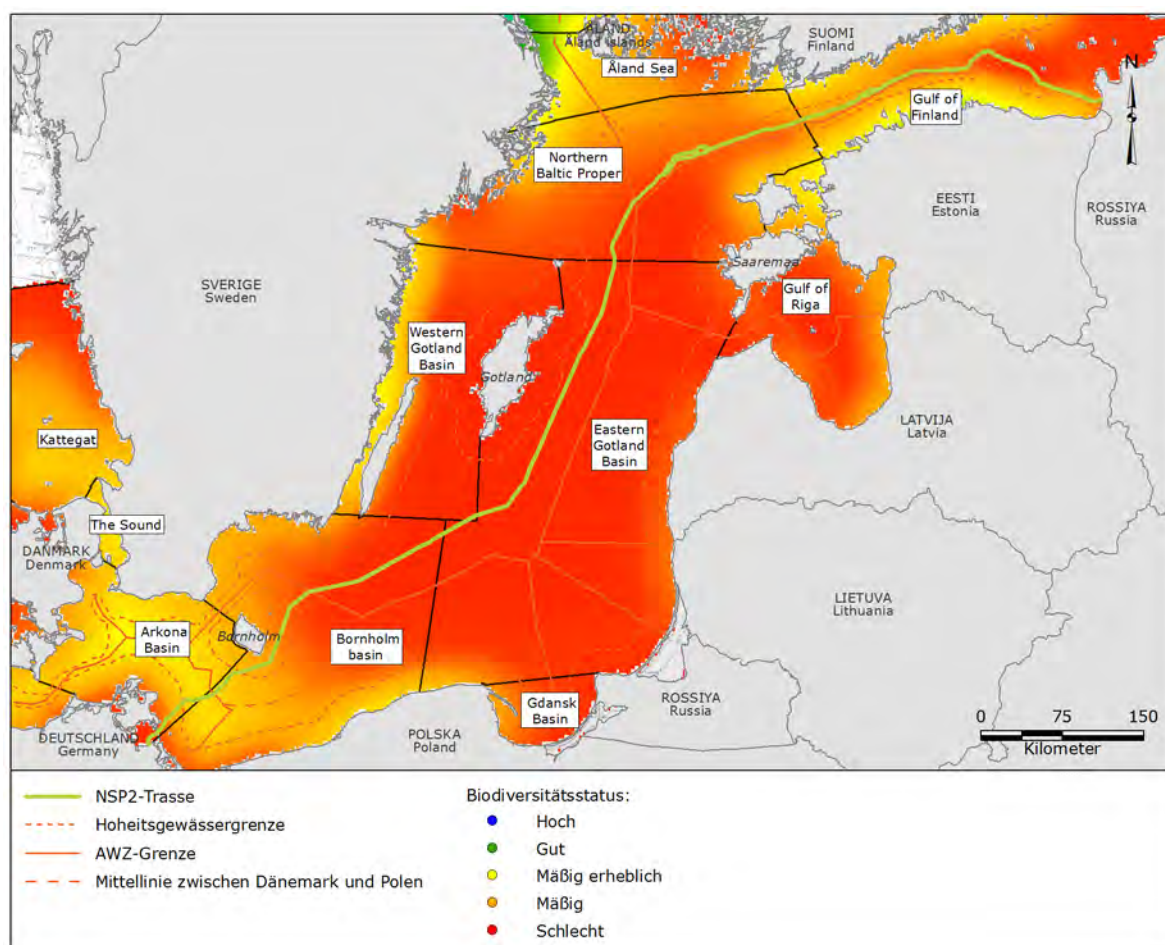 ÅLAND
Åland Islands
SUOMI
Finland
Åland Sea
N
Gulf of
Finland
Northern
Baltic Proper
EESTI
Estonia
ROSSIYA
Russia
SVERIGE
Sweden
Saaremaa
Gulf of
Riga
Western
Gotland
Basin
Gotland
Kattegat
Eastern
Gotland
Basin
LATVIJA
Latvia
The Sound
DANMARK
Denmark
LIETUVA
Lithuania
Arkona
Basin
Bornholm
Bornholm
basin
Gdansk
Basin
ROSSIYA
Russia
DEUTSCHLAND
Germany
POLSKA
Poland
0 75 150
Kilometer
NSP2-Trasse
Hoheitsgewässergrenze
AWZ-Grenze
Mittellinie zwischen Dänemark und Polen
Biodiversitätsstatus:
Hoch
Gut
Mäßig erheblich
Mäßig
Schlecht